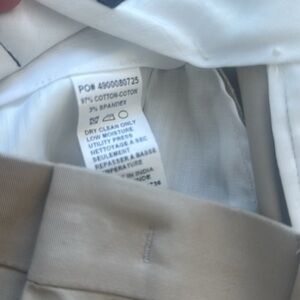 PO# 4900080725
97% COTTON-COTON
3% SPANDEX
DRY CLEAN ONLY
LOW MOISTURE
UTILITY PRESS
NETTOYAGE A SEC
SEULEMENT
REPASSER A BASSE
TEMPERATURE
IN INDIA